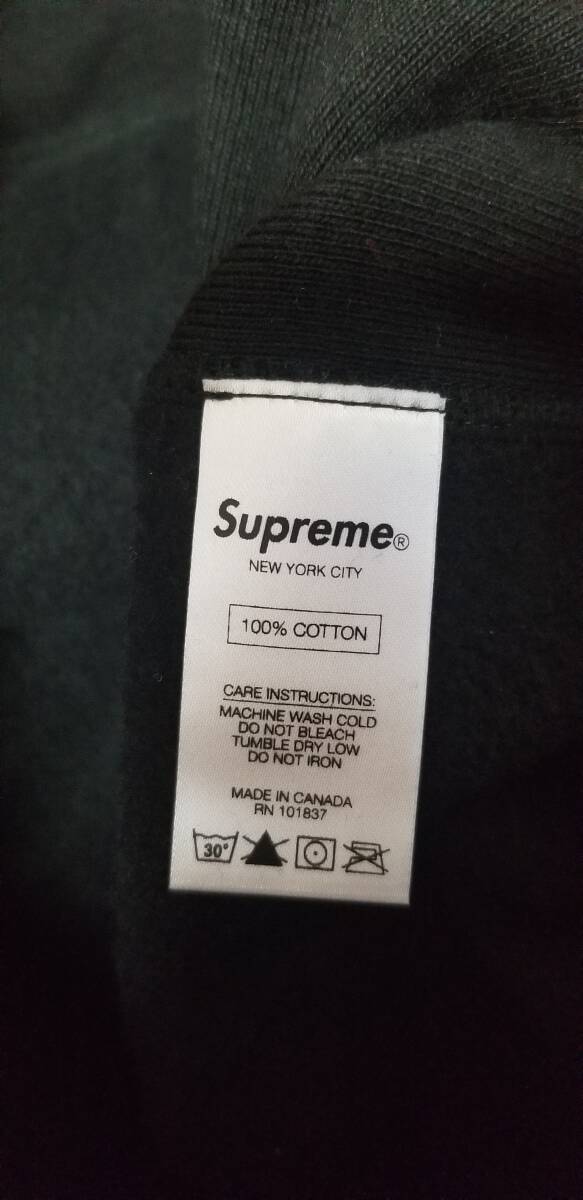 Supreme®
NEW YORK CITY
100% COTTON
CARE INSTRUCTIONS:
MACHINE WASH COLD
DO NOT BLEACH
TUMBLE DRY LOW
DO NOT IRON
MADE IN CANADA
RN 101837
30°